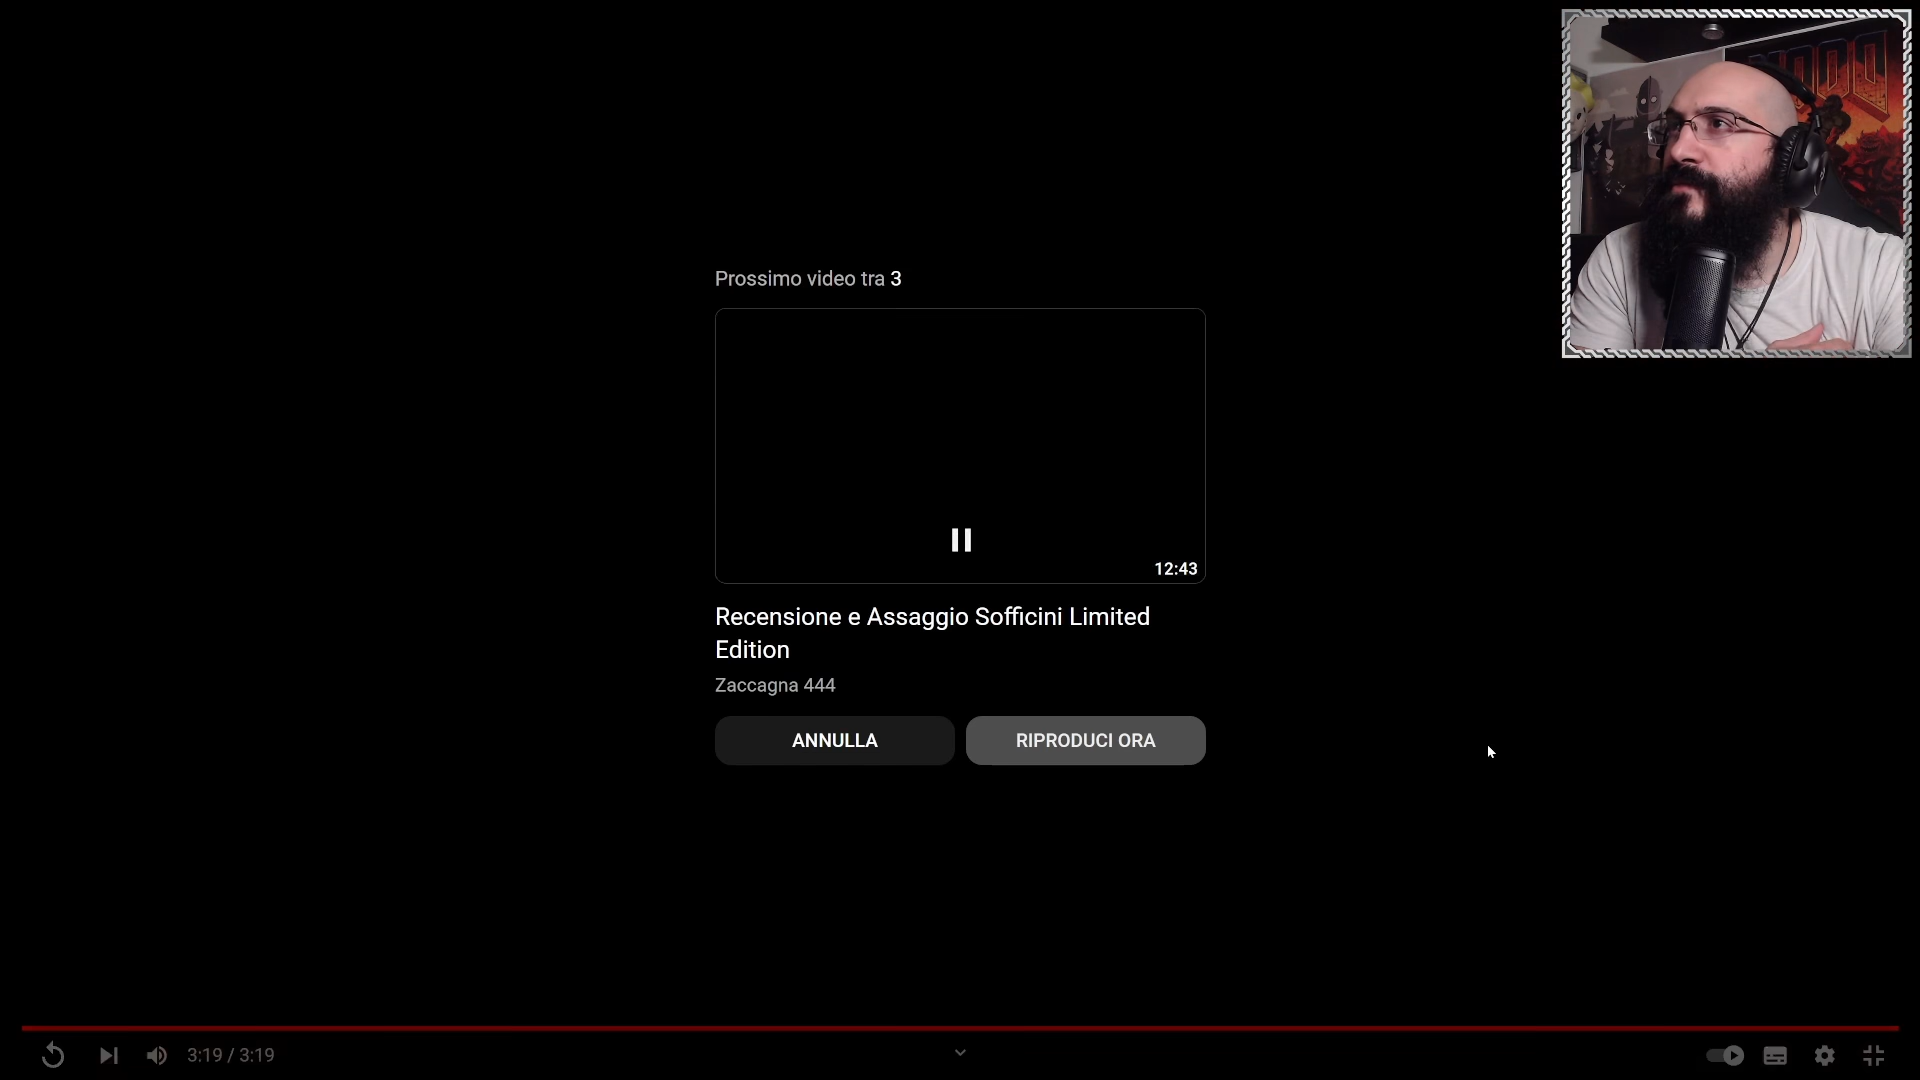 DOOM
Prossimo video tra 3
12:43
Recensione e Assaggio Sofficini Limited
Edition
Zaccagna 444
ANNULLA
RIPRODUCI ORA
3:19 / 3:19